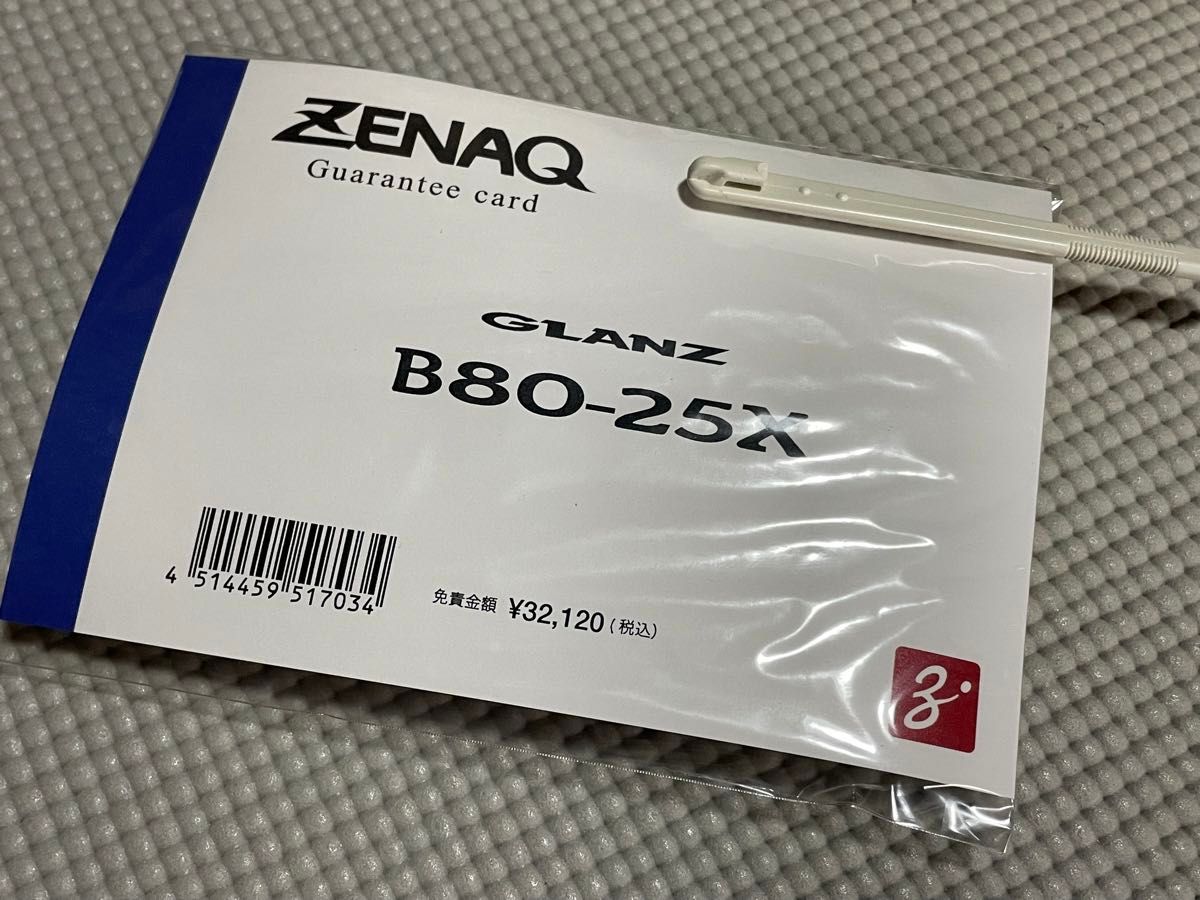 ZENAQ
Guarantee card
GLANZ
B80-25X
4 514459 517034
免責金額 ¥32,120 (税込)